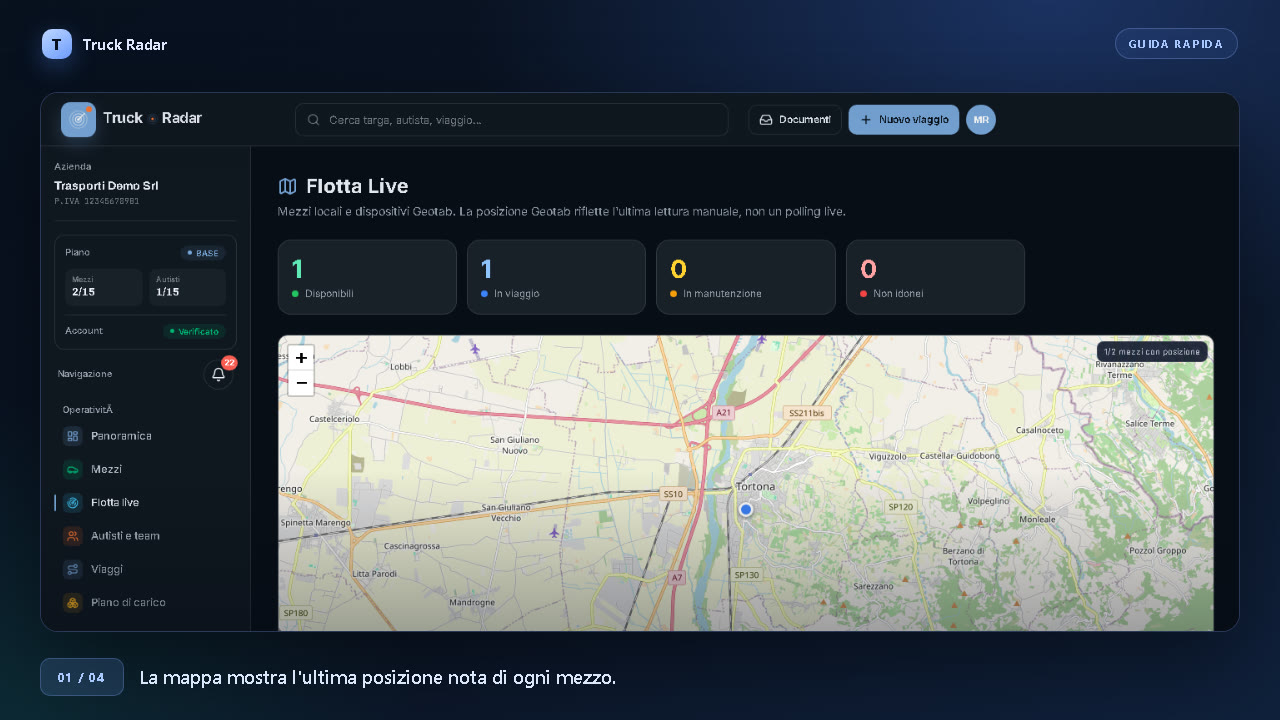 T Truck Radar
GUIDA RAPIDA
Truck Radar
Cerca targa, autista, viaggio...
Documenti
+ Nuovo viaggio
MR
Azienda
Trasporti Demo Srl
P.IVA 12345678901
Piano
BASE
Mezzi
2/15
Autisti
1/15
Account
Verificato
Navigazione
22
OperativitÃ
Panoramica
Mezzi
Flotta live
Autisti e team
Viaggi
Piano di carico
Flotta Live
Mezzi locali e dispositivi Geotab. La posizione Geotab riflette l'ultima lettura manuale, non un polling live.
1
Disponibili
1
In viaggio
0
In manutenzione
0
Non idonei
+
−
1/2 mezzi con posizione
Rivanazzano
Terme
Lobbi
Castelceriolo
A21
SS211bis
Salice Terme
San Giuliano
Nuovo
Casalnoceto
Viguzzolo
Castellar Guidobono
rengo
SS10
Tortona
Go
San Giuliano
Vecchio
SP120
Volpeglino
Spinetta Marengo
Monleale
Cascinagrossa
Berzano di
Tortona
Pozzol Groppo
Litta Parodi
A7
SP130
Sarezzano
Mandrogne
SP180
01 / 04
La mappa mostra l'ultima posizione nota di ogni mezzo.